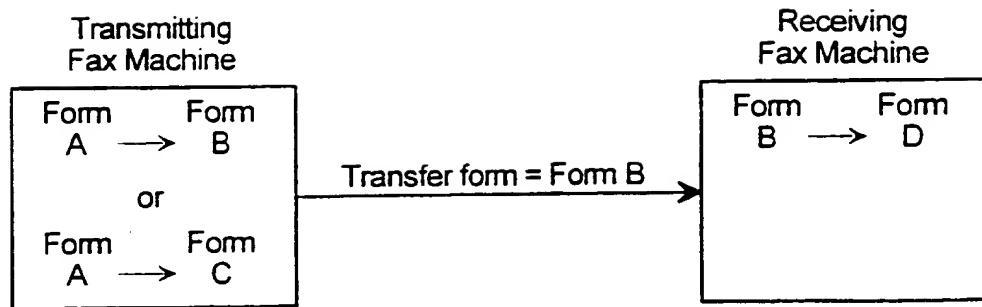 Transmitting
Fax Machine
Form Form
A → B
or
Form Form
A → C
Transfer form = Form B
Receiving
Fax Machine
Form Form
B → D